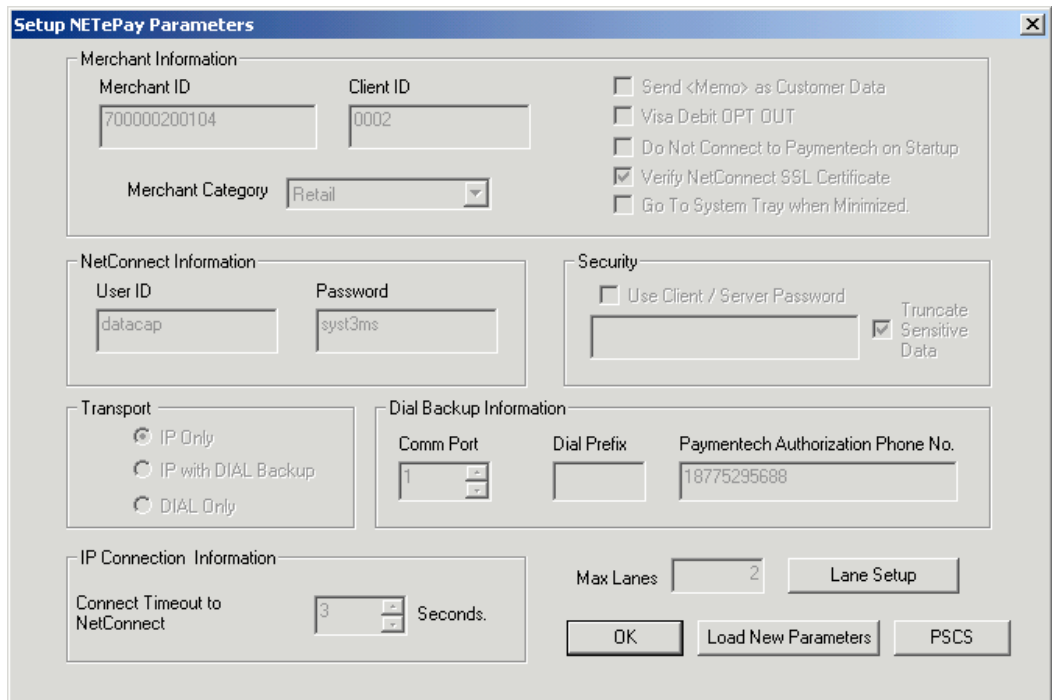 Setup NETePay Parameters
Merchant Information
Merchant ID
Client ID
700000200104
0002
Merchant Category
Retail
Send <Memo> as Customer Data
Visa Debit OPT OUT
Do Not Connect to Paymentech on Startup
Verify NetConnect SSL Certificate
Go To System Tray when Minimized.
NetConnect Information
User ID
Password
datacap
syst3ms
Security
Use Client / Server Password
Truncate
Sensitive
Data
Transport
IP Only
IP with DIAL Backup
DIAL Only
Dial Backup Information
Comm Port
Dial Prefix
Paymentech Authorization Phone No.
1
18775295688
IP Connection Information
Connect Timeout to
NetConnect
3
Seconds.
Max Lanes
2
Lane Setup
OK
Load New Parameters
PSCS